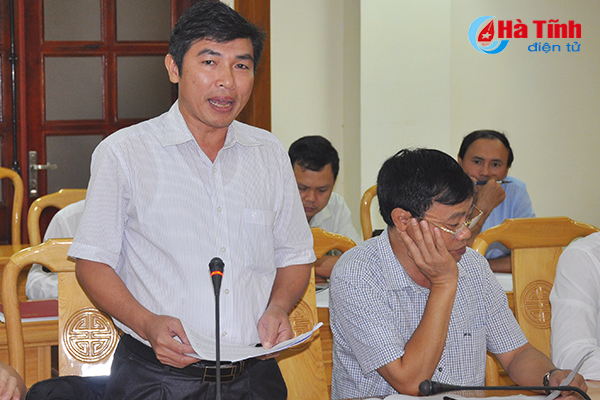 Hà Tĩnh
điện tử